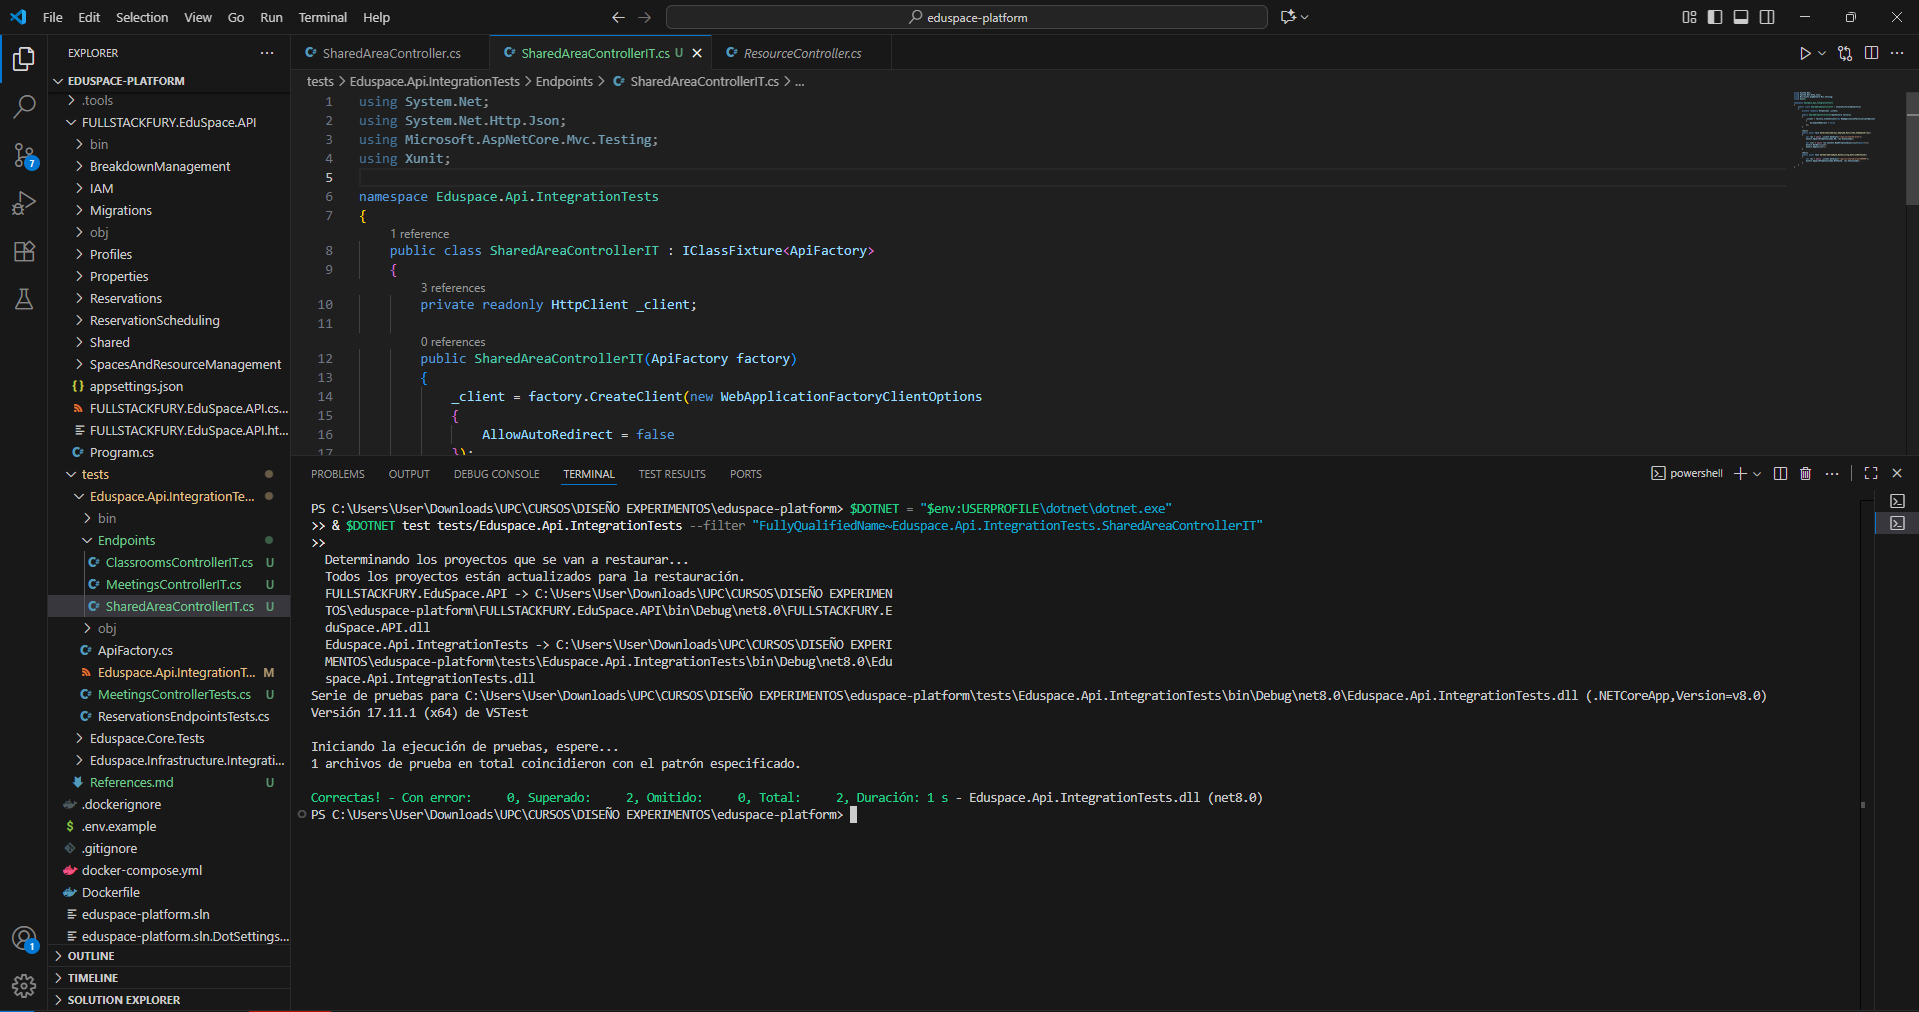 File Edit Selection View Go Run Terminal Help
eduspace-platform
EXPLORER
EDUSPACE-PLATFORM
.tools
FULLSTACKFURY.EduSpace.API
bin
BreakdownManagement
IAM
Migrations
obj
Profiles
Properties
Reservations
ReservationScheduling
Shared
SpacesAndResourceManagement
appsettings.json
FULLSTACKFURY.EduSpace.API.cs...
FULLSTACKFURY.EduSpace.API.ht...
Program.cs
tests
Eduspace.Api.IntegrationTe...
bin
Endpoints
ClassroomsControllerIT.cs U
MeetingsControllerIT.cs U
SharedAreaControllerIT.cs U
obj
ApiFactory.cs
Eduspace.Api.IntegrationT... M
MeetingsControllerTests.cs U
ReservationsEndpointsTests.cs
Eduspace.Core.Tests
Eduspace.Infrastructure.Integrati...
References.md U
.dockerignore
.env.example
.gitignore
docker-compose.yml
Dockerfile
eduspace-platform.sln
eduspace-platform.sln.DotSettings...
OUTLINE
TIMELINE
SOLUTION EXPLORER
7
1
SharedAreaController.cs SharedAreaControllerIT.cs U ResourceController.cs
tests > Eduspace.Api.IntegrationTests > Endpoints > SharedAreaControllerIT.cs > ...
1 using System.Net;
2 using System.Net.Http.Json;
3 using Microsoft.AspNetCore.Mvc.Testing;
4 using Xunit;
5
6 namespace Eduspace.Api.IntegrationTests
7 {
1 reference
8 public class SharedAreaControllerIT : IClassFixture<ApiFactory>
9 {
3 references
10 private readonly HttpClient _client;
11
0 references
12 public SharedAreaControllerIT(ApiFactory factory)
13 {
14 _client = factory.CreateClient(new WebApplicationFactoryClientOptions
15 {
16 AllowAutoRedirect = false
17 });
PROBLEMS OUTPUT DEBUG CONSOLE TERMINAL TEST RESULTS PORTS
powershell
PS C:\Users\User\Downloads\UPC\CURSOS\DISEÑO EXPERIMENTOS\eduspace-platform> $DOTNET = "$env:USERPROFILE\dotnet\dotnet.exe"
>> & $DOTNET test tests/Eduspace.Api.IntegrationTests --filter "FullyQualifiedName~Eduspace.Api.IntegrationTests.SharedAreaControllerIT"
>>
Determinando los proyectos que se van a restaurar...
Todos los proyectos están actualizados para la restauración.
FULLSTACKFURY.EduSpace.API -> C:\Users\User\Downloads\UPC\CURSOS\DISEÑO EXPERIMEN
TOS\eduspace-platform\FULLSTACKFURY.EduSpace.API\bin\Debug\net8.0\FULLSTACKFURY.E
duSpace.API.dll
Eduspace.Api.IntegrationTests -> C:\Users\User\Downloads\UPC\CURSOS\DISEÑO EXPERI
MENTOS\eduspace-platform\tests\Eduspace.Api.IntegrationTests\bin\Debug\net8.0\Edu
space.Api.IntegrationTests.dll
Serie de pruebas para C:\Users\User\Downloads\UPC\CURSOS\DISEÑO EXPERIMENTOS\eduspace-platform\tests\Eduspace.Api.IntegrationTests\bin\Debug\net8.0\Eduspace.Api.IntegrationTests.dll (.NETCoreApp,Version=v8.0)
Versión 17.11.1 (x64) de VSTest
Iniciando la ejecución de pruebas, espere...
1 archivos de prueba en total coincidieron con el patrón especificado.
Correctas! - Con error: 0, Superado: 2, Omitido: 0, Total: 2, Duración: 1 s - Eduspace.Api.IntegrationTests.dll (net8.0)
PS C:\Users\User\Downloads\UPC\CURSOS\DISEÑO EXPERIMENTOS\eduspace-platform>